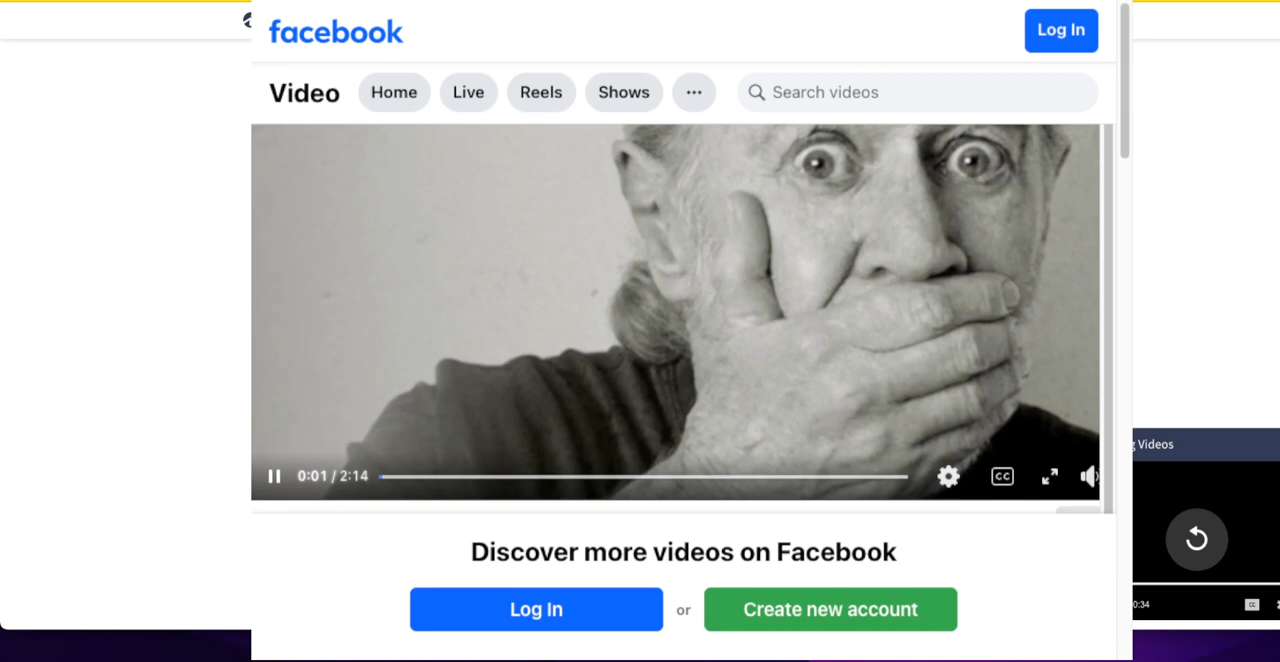 facebook
Log In
Video
Home
Live
Reels
Shows
Search videos
0:01 / 2:14
CC
Videos
Discover more videos on Facebook
Log In
or
Create new account
0:34
CC